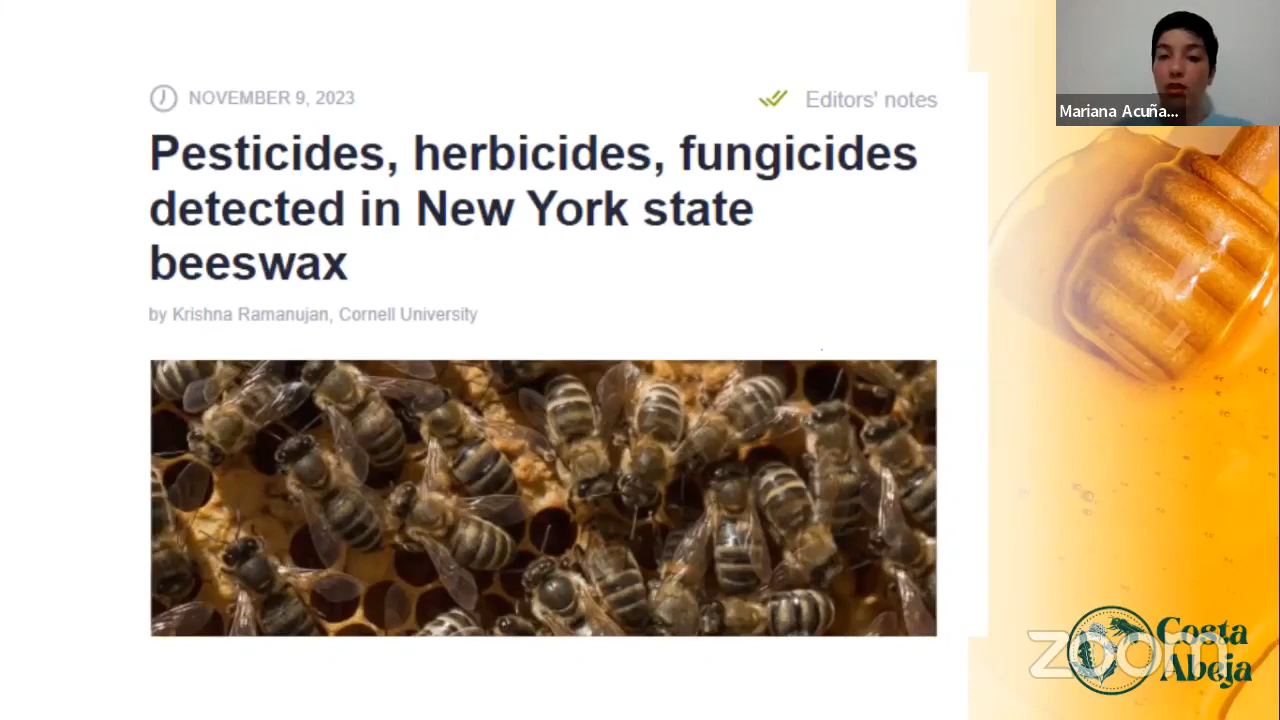 NOVEMBER 9, 2023
Editors' notes
Pesticides, herbicides, fungicides
detected in New York state
beeswax
by Krishna Ramanujan, Cornell University
Mariana Acuña...
zoom
Costa
Abeja